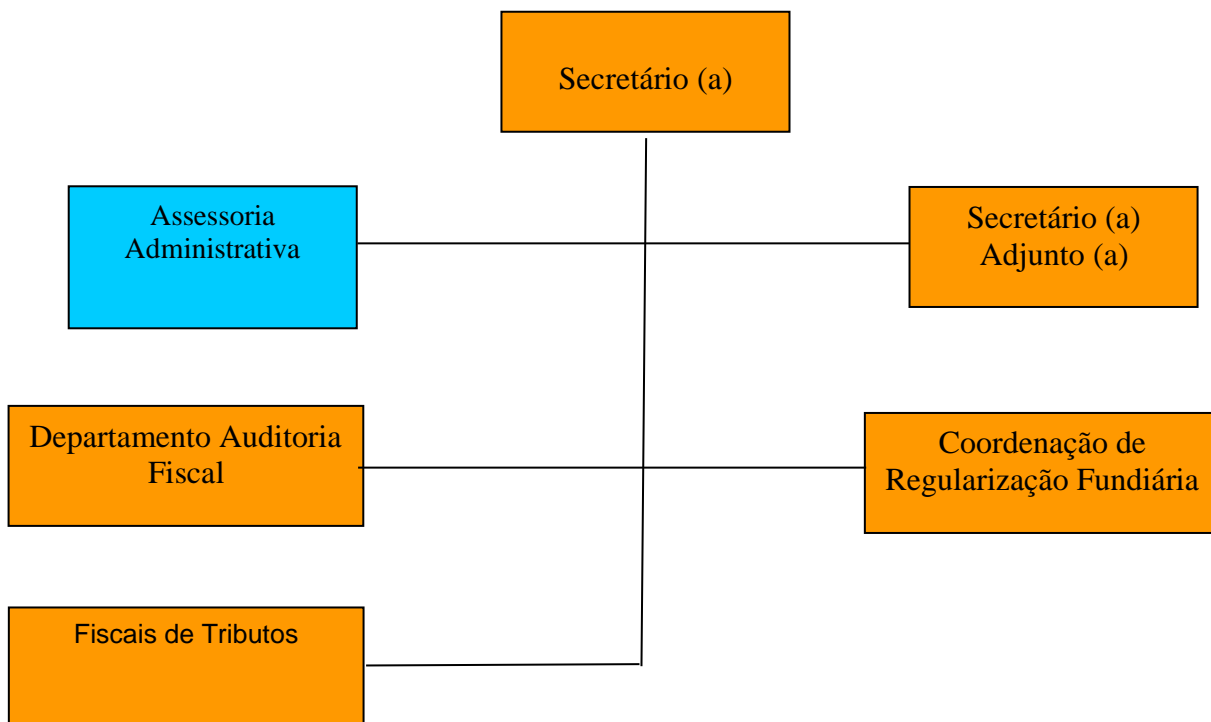 Secretário (a)
Assessoria
Administrativa
Secretário (a)
Adjunto (a)
Departamento Auditoria
Fiscal
Coordenação de
Regularização Fundiária
Fiscais de Tributos